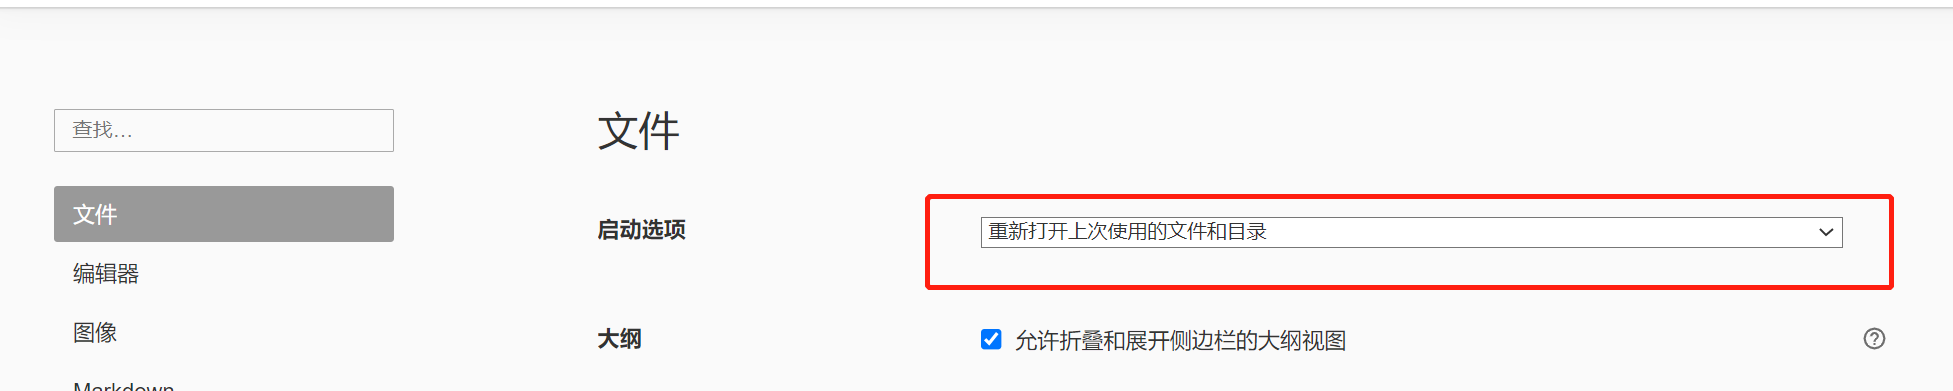 查找...
文件
文件
编辑器
图像
Markdown
启动选项
重新打开上次使用的文件和目录
大纲
允许折叠和展开侧边栏的大纲视图